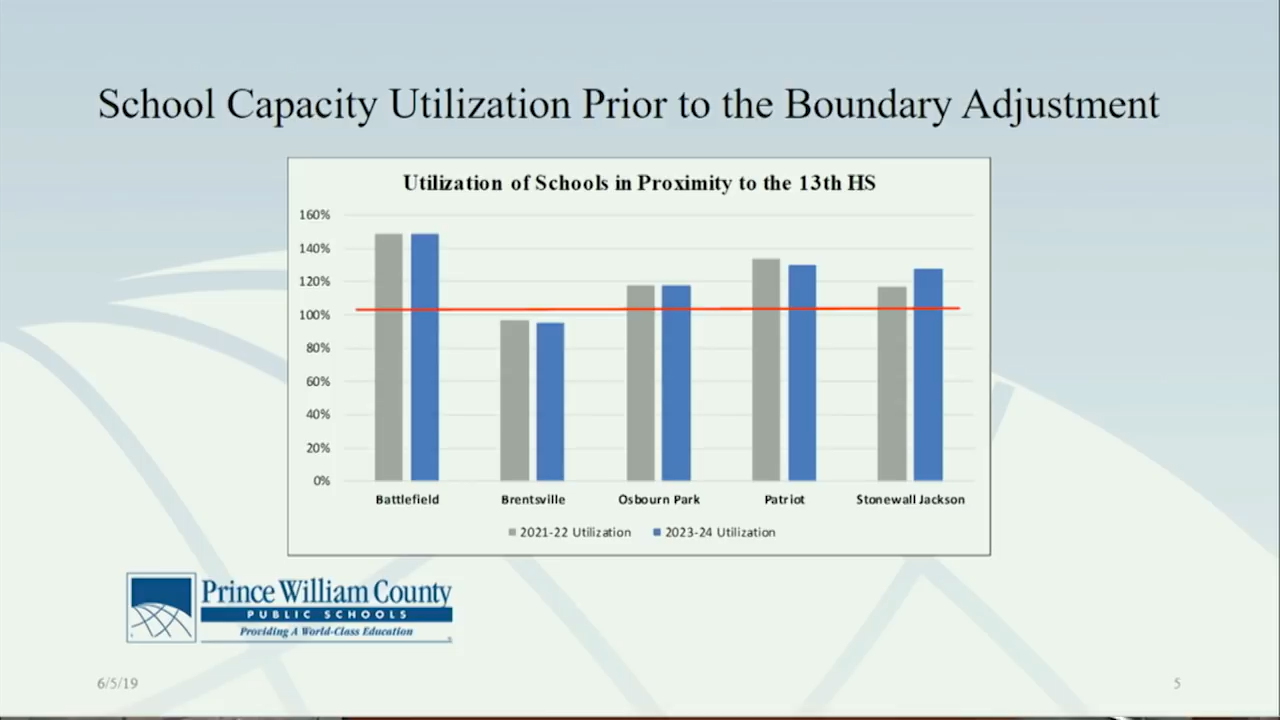 School Capacity Utilization Prior to the Boundary Adjustment
Utilization of Schools in Proximity to the 13th HS
160%
140%
120%
100%
80%
60%
40%
20%
0%
Battlefield Brentsville Osbourn Park Patriot Stonewall Jackson
2021-22 Utilization 2023-24 Utilization
Prince William County
PUBLIC SCHOOLS
Providing A World-Class Education
6/5/19 5